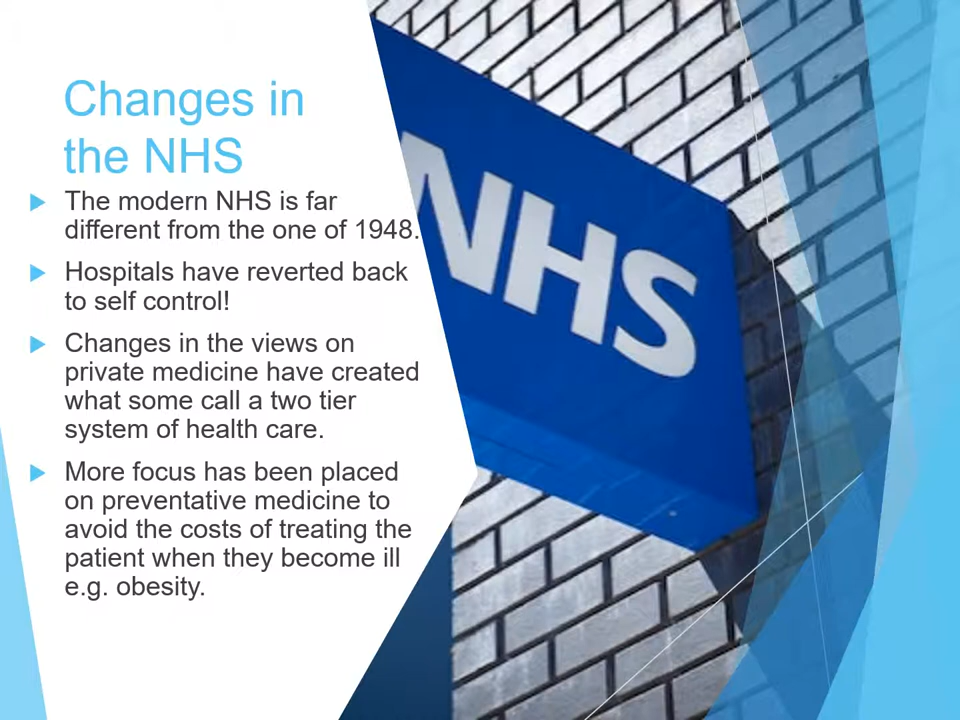 Changes in
the NHS
The modern NHS is far
different from the one of 1948.
Hospitals have reverted back
to self control!
Changes in the views on
private medicine have created
what some call a two tier
system of health care.
More focus has been placed
on preventative medicine to
avoid the costs of treating the
patient when they become ill
e.g. obesity.
NHS